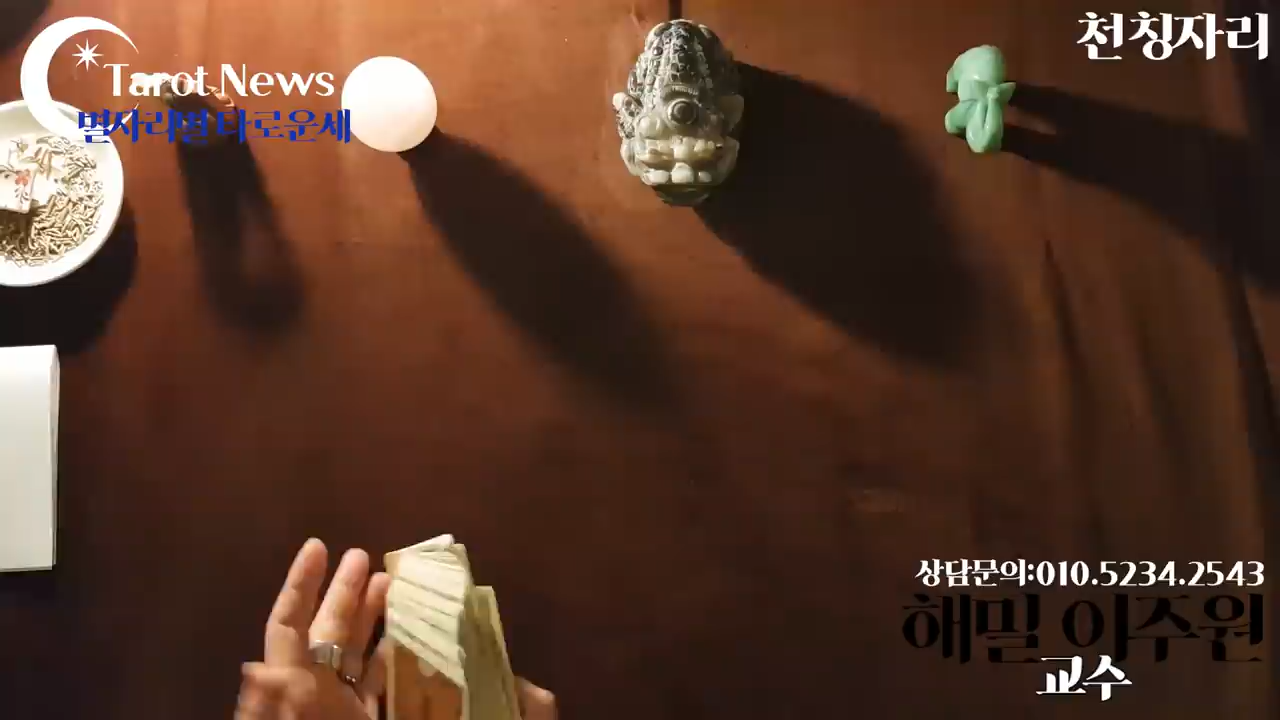 Tarot News
별자리별 타로운세
천칭자리
상담문의:010.5234.2543
해밀 이주원
교수